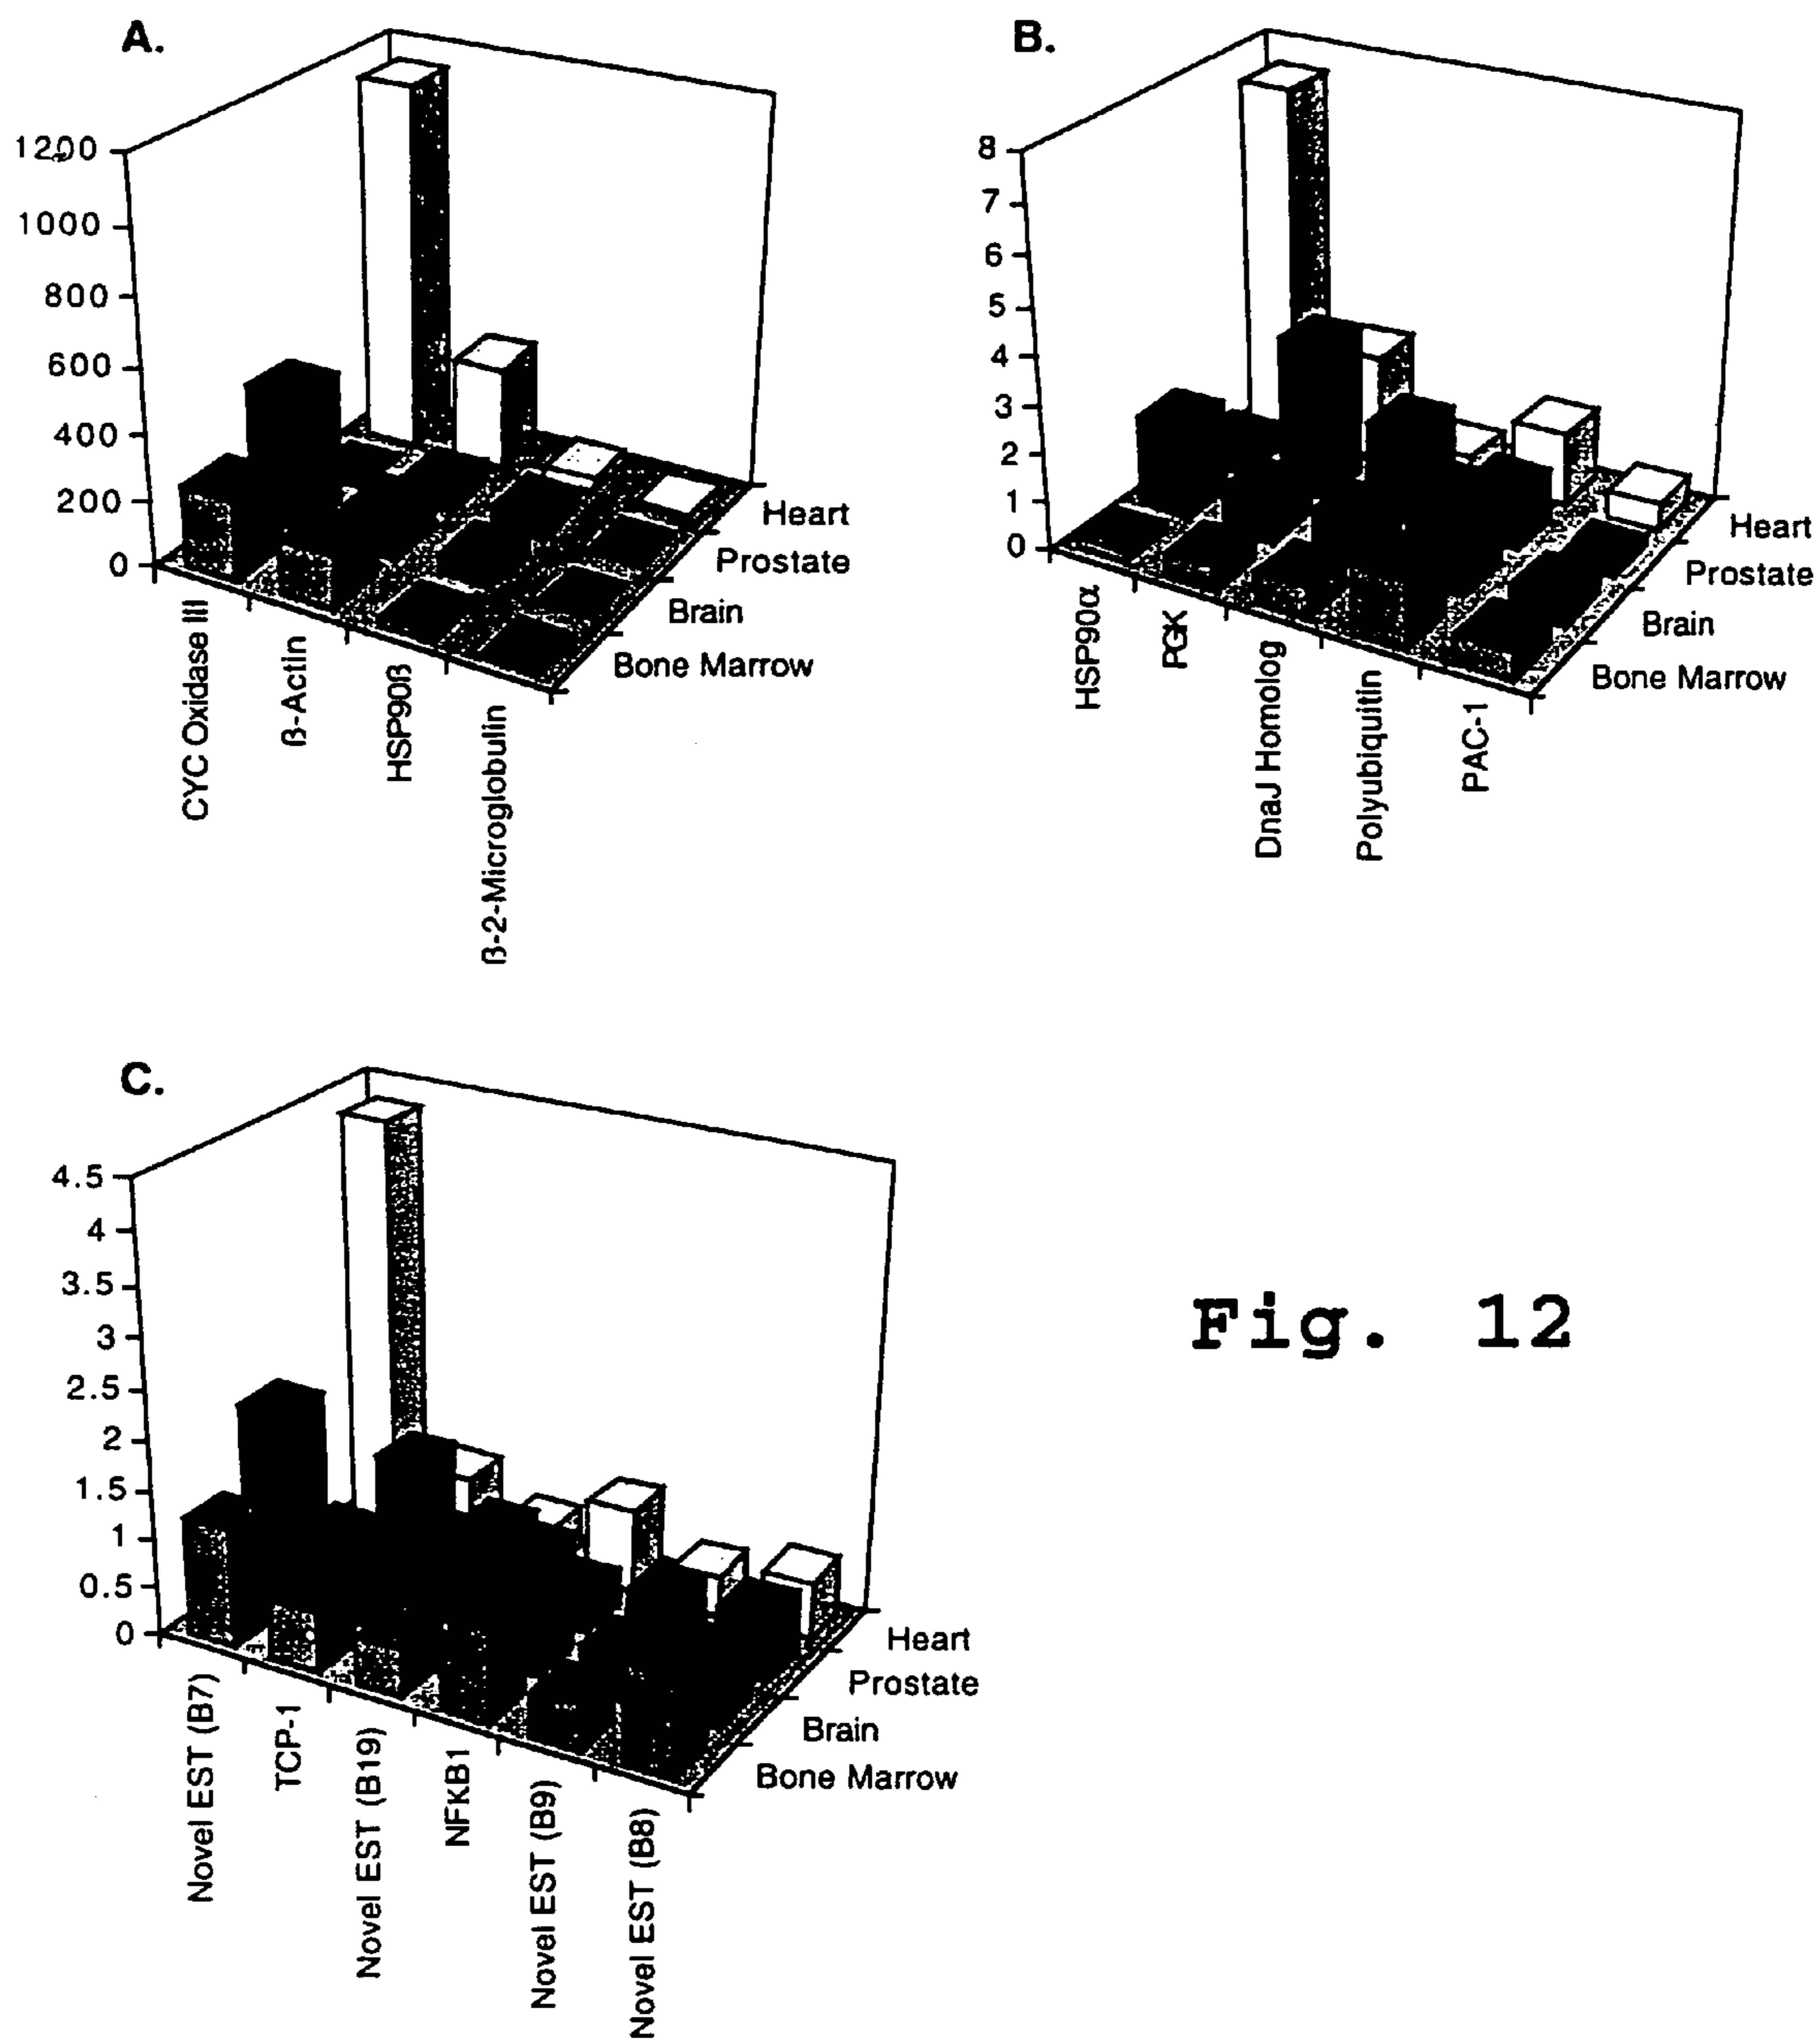 A.
1200
1000
800
600
400
200
0
CYC Oxidase III
ß-Actin
HSP90ß
ß-2-Microglobulin
Heart
Prostate
Brain
Bone Marrow
B.
8
7
6
5
4
3
2
1
0
HSP90α
PGK
DnaJ Homolog
Polyubiquitin
PAC-1
Heart
Prostate
Brain
Bone Marrow
C.
4.5
4
3.5
3
2.5
2
1.5
1
0.5
0
Novel EST (B7)
TCP-1
Novel EST (B19)
NFKB1
Novel EST (B9)
Novel EST (B8)
Heart
Prostate
Brain
Bone Marrow
Fig. 12